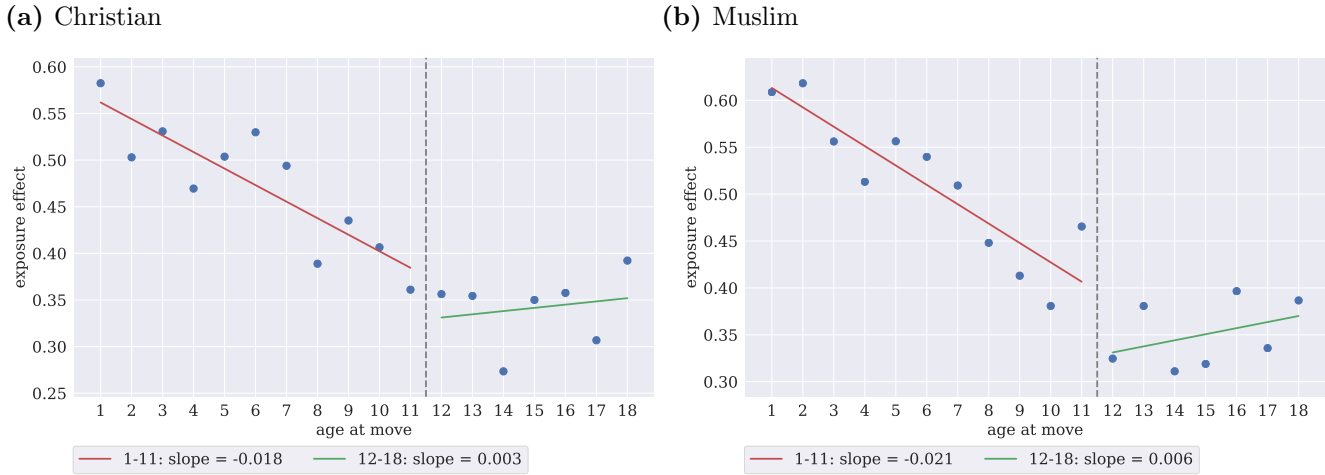 (a) Christian
0.60
0.55
0.50
0.45
0.40
0.35
0.30
0.25
exposure effect
1 2 3 4 5 6 7 8 9 10 11 12 13 14 15 16 17 18
age at move
1-11: slope = -0.018 12-18: slope = 0.003
(b) Muslim
0.60
0.55
0.50
0.45
0.40
0.35
0.30
exposure effect
1 2 3 4 5 6 7 8 9 10 11 12 13 14 15 16 17 18
age at move
1-11: slope = -0.021 12-18: slope = 0.006